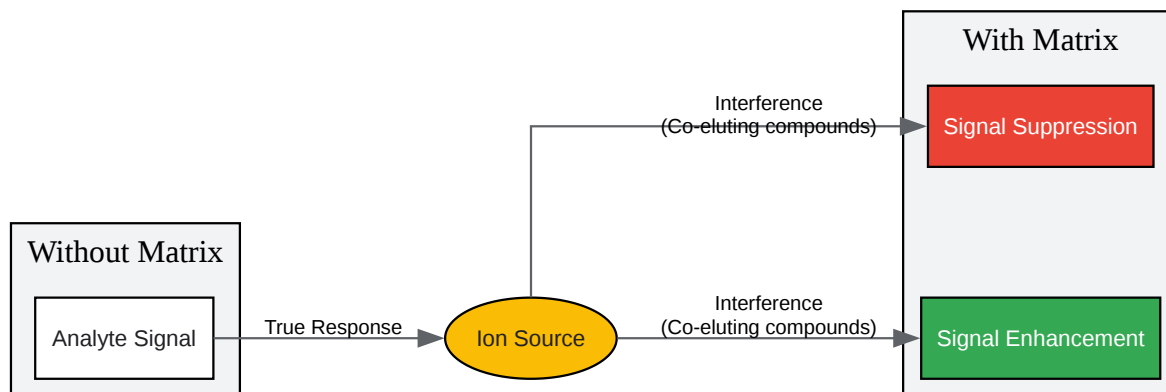 With Matrix
Interference
(Co-eluting compounds)
Signal Suppression
Without Matrix
Analyte Signal
True Response
Ion Source
Interference
(Co-eluting compounds)
Signal Enhancement